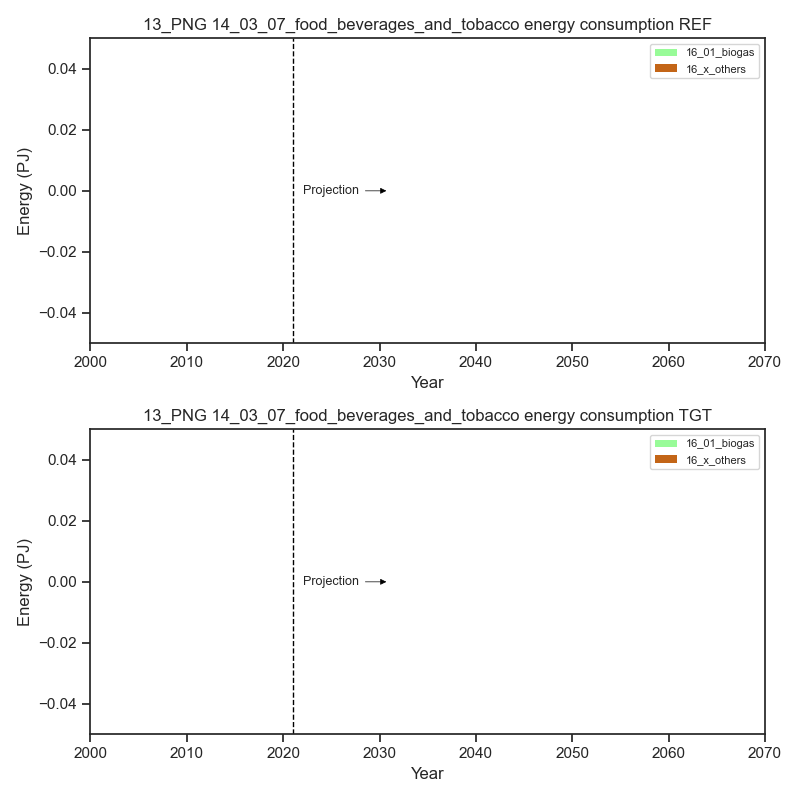 13_PNG 14_03_07_food_beverages_and_tobacco energy consumption REF
16_01_biogas
16_x_others
0.04
0.02
0.00
−0.02
−0.04
Energy (PJ)
Projection
2000 2010 2020 2030 2040 2050 2060 2070
Year
13_PNG 14_03_07_food_beverages_and_tobacco energy consumption TGT
16_01_biogas
16_x_others
0.04
0.02
0.00
−0.02
−0.04
Energy (PJ)
Projection
2000 2010 2020 2030 2040 2050 2060 2070
Year